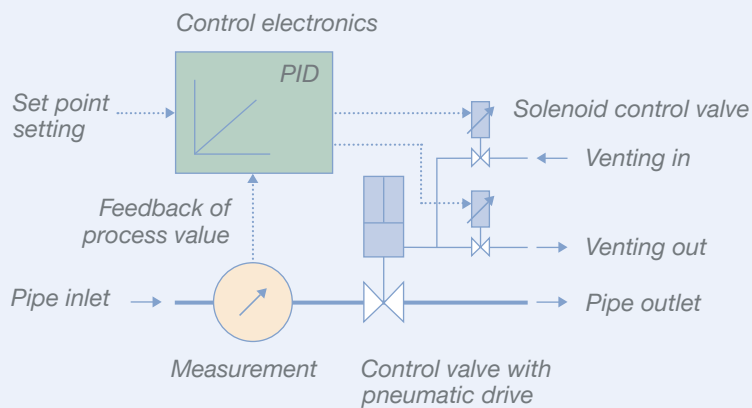 Control electronics
PID
Set point
setting
Solenoid control valve
Venting in
Feedback of
process value
Venting out
Pipe inlet
Pipe outlet
Measurement
Control valve with
pneumatic drive